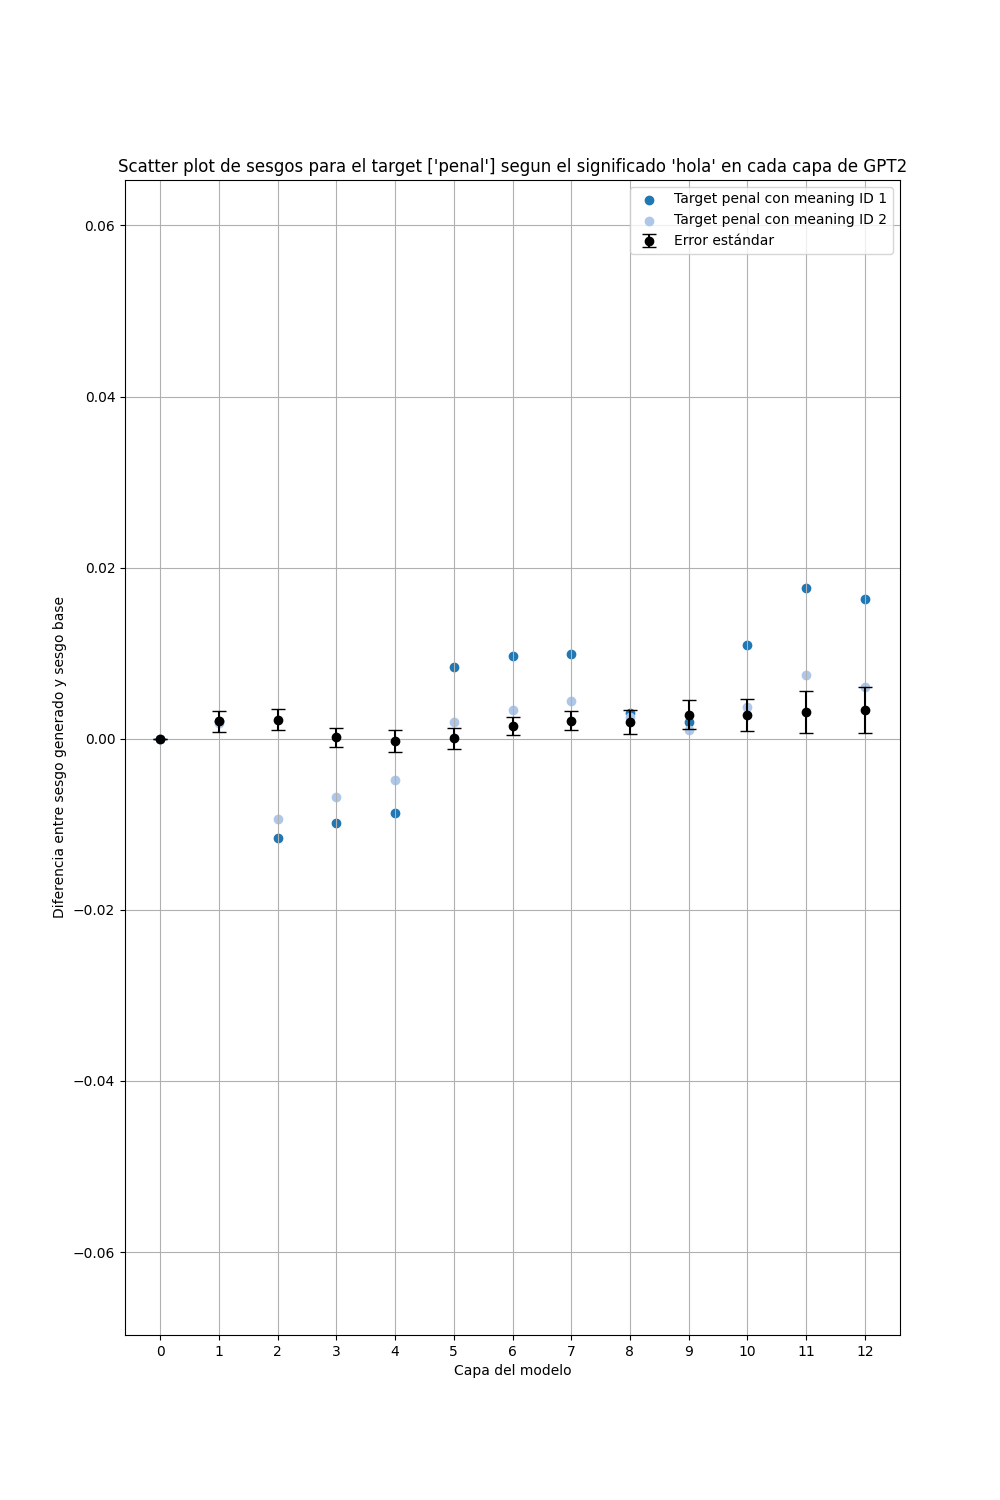 Scatter plot de sesgos para el target ['penal'] segun el significado 'hola' en cada capa de GPT2
Target penal con meaning ID 1
Target penal con meaning ID 2
Error estándar
Diferencia entre sesgo generado y sesgo base
0.06
0.04
0.02
0.00
−0.02
−0.04
−0.06
0 1 2 3 4 5 6 7 8 9 10 11 12
Capa del modelo